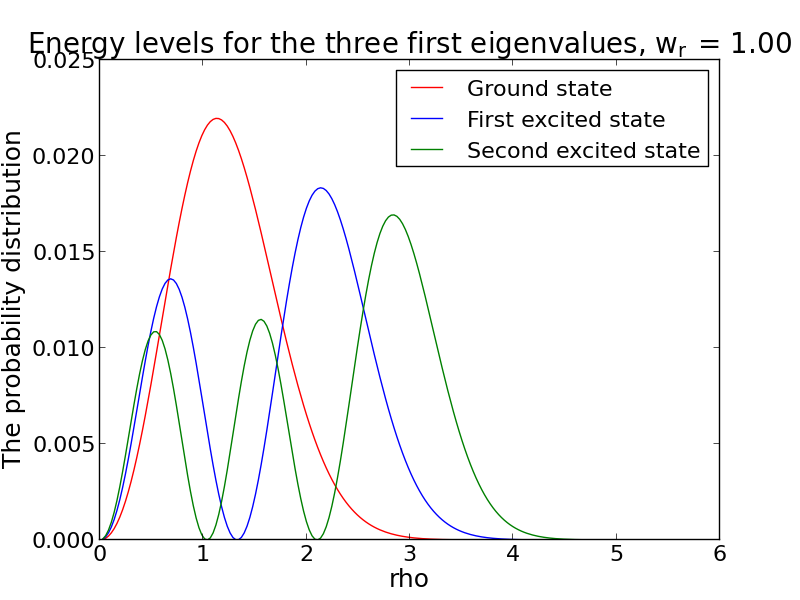 Energy levels for the three first eigenvalues, wr = 1.00
Ground state
First excited state
Second excited state
The probability distribution
0.025
0.020
0.015
0.010
0.005
0.000
0 1 2 3 4 5 6
rho